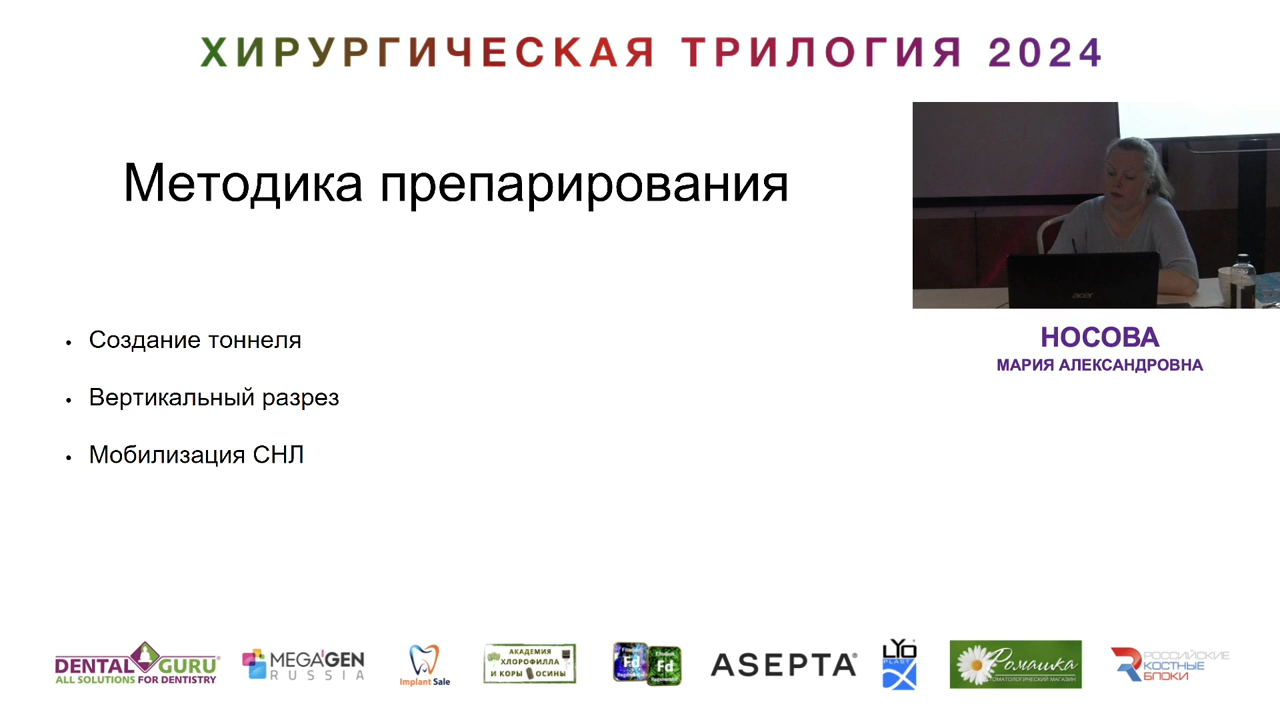 ХИРУРГИЧЕСКАЯ ТРИЛОГИЯ 2024
Методика препарирования
• Создание тоннеля
• Вертикальный разрез
• Мобилизация СНЛ
acer
НОСОВА
МАРИЯ АЛЕКСАНДРОВНА
DENTAL GURU
ALL SOLUTIONS FOR DENTISTRY
MEGA'GEN
RUSSIA
Implant Sale
АКАДЕМИЯ
ХЛОРОФИЛЛА
И КОРЫ ОСИНЫ
Fd
Fd
ASEPTA®
LYO
PLAST
Ромашка
СТОМАТОЛОГИЧЕСКИЙ МАГАЗИН
РОССИЙСКИЕ
КОСТНЫЕ
БЛОКИ